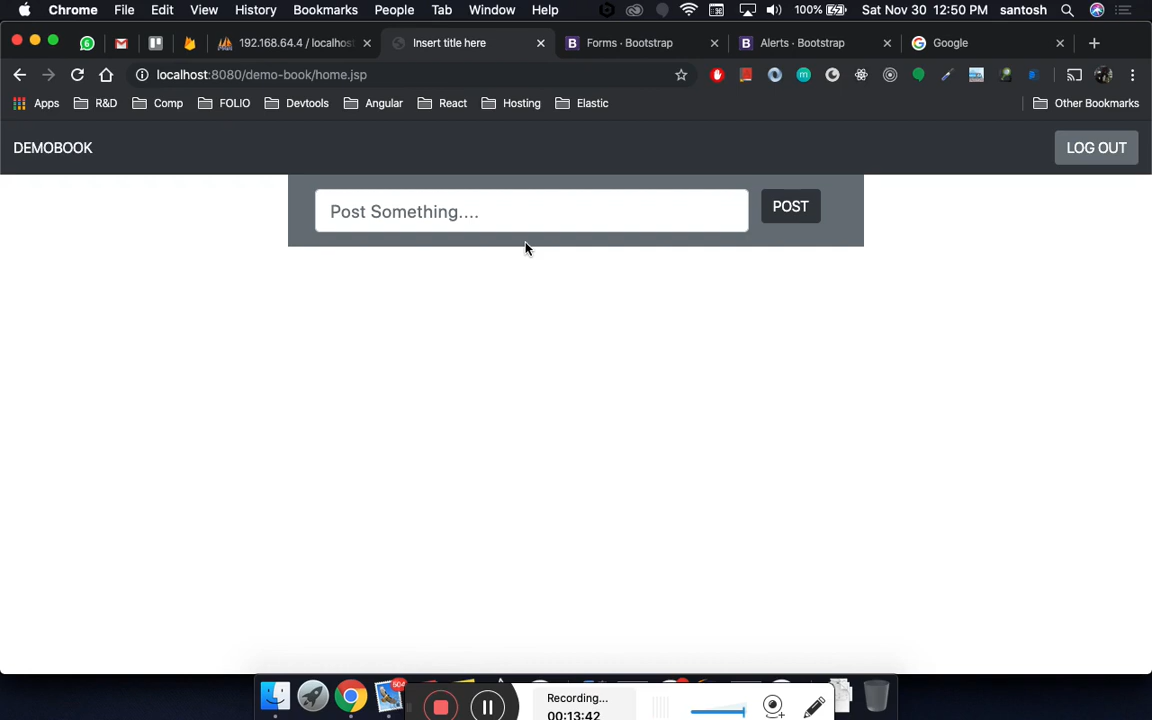 Chrome File Edit View History Bookmarks People Tab Window Help 100% Sat Nov 30 12:50 PM santosh
192.168.64.4 / localhost Insert title here Forms · Bootstrap Alerts · Bootstrap Google
localhost:8080/demo-book/home.jsp
Apps R&D Comp FOLIO Devtools Angular React Hosting Elastic Other Bookmarks
DEMOBOOK LOG OUT
Post Something.... POST
504
Recording...
00:13:42